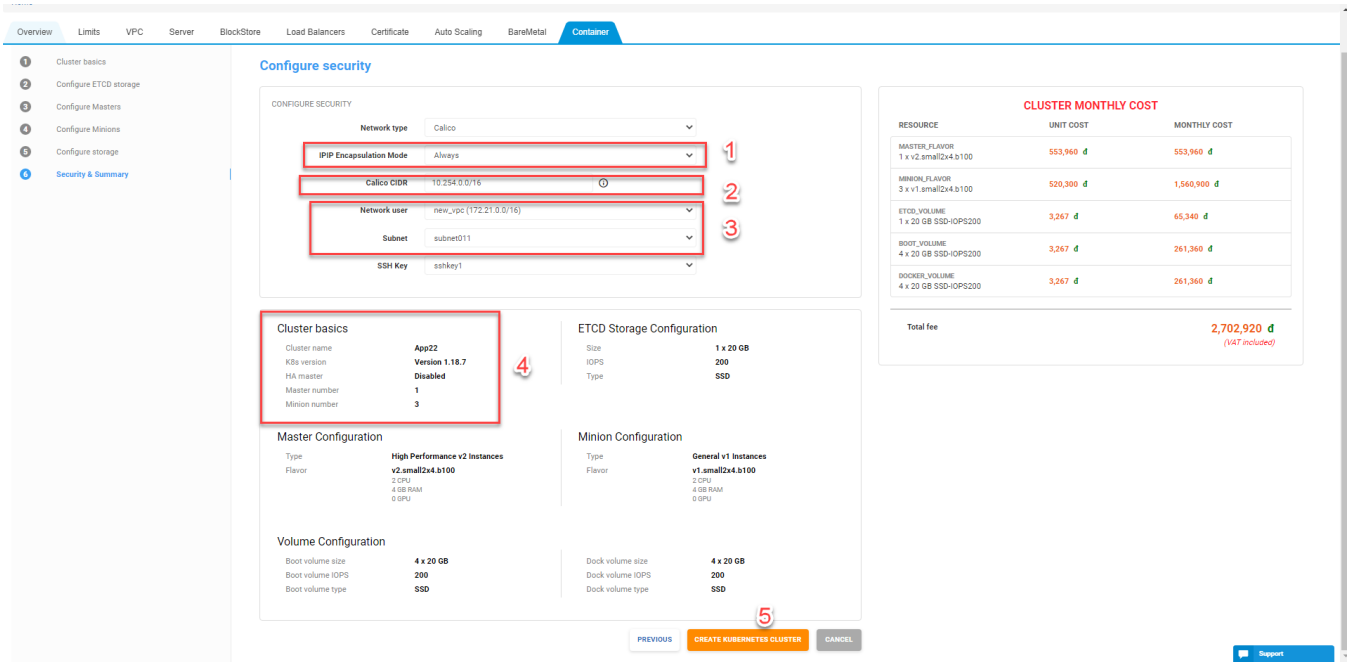 Overview Limits VPC Server BlockStore Load Balancers Certificate Auto Scaling BareMetal Container
1 Cluster basics
2 Configure ETCD storage
3 Configure Masters
4 Configure Minions
5 Configure storage
6 Security & Summary
Configure security
CONFIGURE SECURITY
Network type Calico
IPIP Encapsulation Mode Always 1
Calico CIDR 10.254.0.0/16 2
Network user new_vpc (172.21.0.0/16)
3
Subnet subnet011
SSH Key sshkey1
Cluster basics
Cluster name App22
K8s version Version 1.18.7
HA master Disabled
Master number 1
Minion number 3
4
ETCD Storage Configuration
Size 1 x 20 GB
IOPS 200
Type SSD
Master Configuration
Type High Performance v2 Instances
Flavor v2.small2x4.b100
2 CPU
4 GB RAM
0 GPU
Minion Configuration
Type General v1 Instances
Flavor v1.small2x4.b100
2 CPU
4 GB RAM
0 GPU
Volume Configuration
Boot volume size 4 x 20 GB
Boot volume IOPS 200
Boot volume type SSD
Dock volume size 4 x 20 GB
Dock volume IOPS 200
Dock volume type SSD
5
PREVIOUS CREATE KUBERNETES CLUSTER CANCEL
CLUSTER MONTHLY COST
RESOURCE UNIT COST MONTHLY COST
MASTER_FLAVOR
1 x v2.small2x4.b100 553,960 đ 553,960 đ
MINION_FLAVOR
3 x v1.small2x4.b100 520,300 đ 1,560,900 đ
ETCD_VOLUME
1 x 20 GB SSD-IOPS200 3,267 đ 65,340 đ
BOOT_VOLUME
4 x 20 GB SSD-IOPS200 3,267 đ 261,360 đ
DOCKER_VOLUME
4 x 20 GB SSD-IOPS200 3,267 đ 261,360 đ
Total fee 2,702,920 đ
(VAT included)
Support